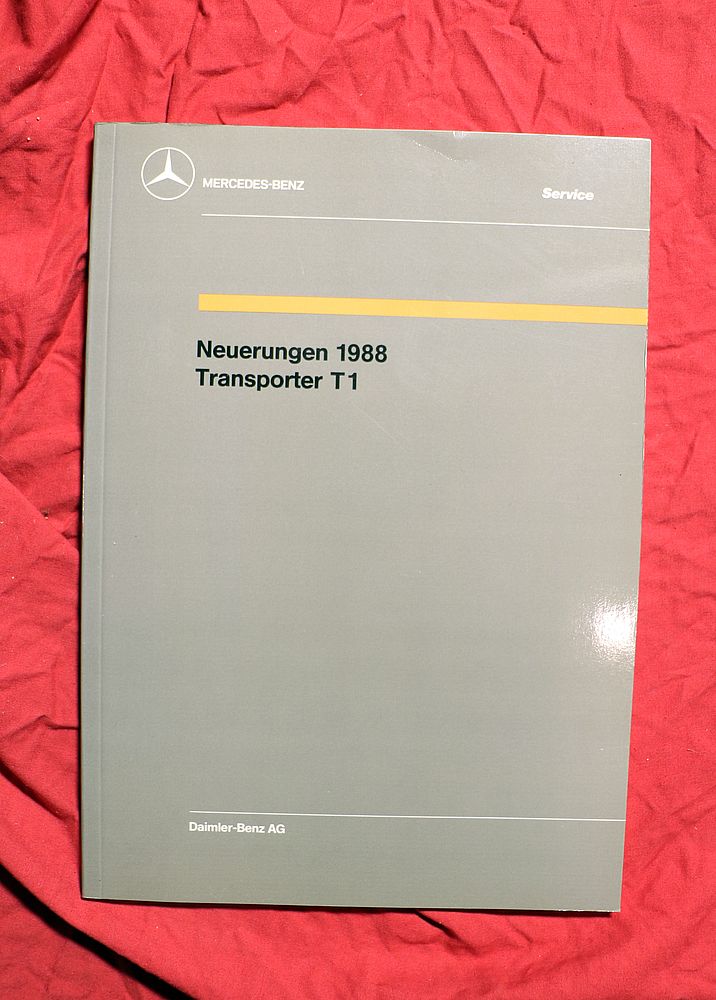 MERCEDES-BENZ
Service
Neuerungen 1988
Transporter T1
Daimler-Benz AG